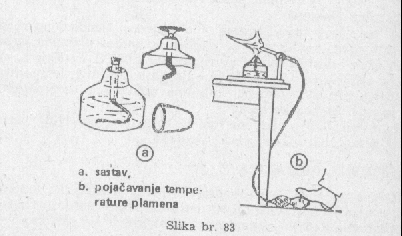 a
b
a. sastav,
b. pojačavanje tempe-
rature plamena
Slika br. 83